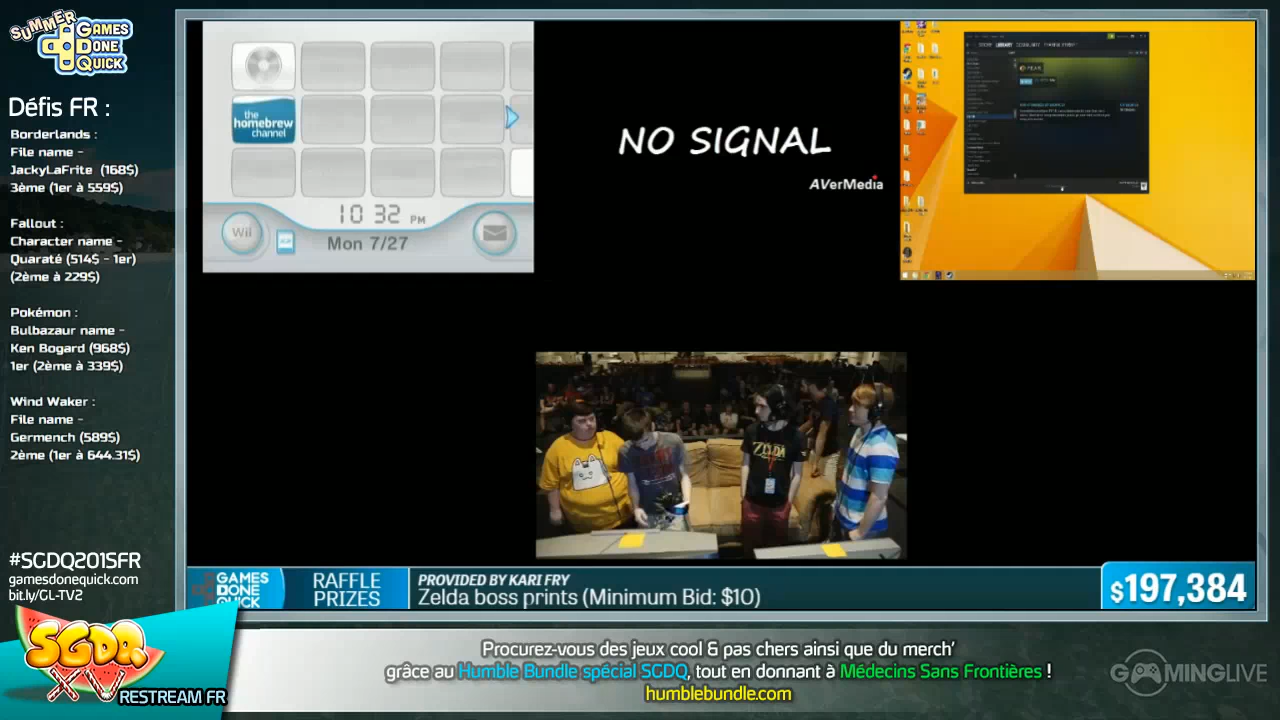 SUMMER
GAMES
DONE
QUICK
Défis FR :
Borderlands :
File name -
JackyLaFrite (168$)
3ème (1er à 359$)
Fallout :
Character name -
Quaraté (514$ - 1er)
(2ème à 229$)
Pokémon :
Bulbazaur name -
Ken Bogard (968$)
1er (2ème à 339$)
Wind Waker :
File name -
Germench (589$)
2ème (1er à 644.31$)
#SGDQ2015FR
gamesdonequick.com
bit.ly/GL-TV2
SGDQ
XV
RESTREAM FR
the
homebrew
channel
10:32 PM
Wii
Mon 7/27
NO SIGNAL
AVerMedia
LIBRARY
ZELDA
GAMES
DONE
QUICK
RAFFLE
PRIZES
PROVIDED BY KARI FRY
Zelda boss prints (Minimum Bid: $10)
$197,384
Procurez-vous des jeux cool & pas chers ainsi que du merch'
grâce au Humble Bundle spécial SGDQ, tout en donnant à Médecins Sans Frontières !
humblebundle.com
GAMINGLIVE